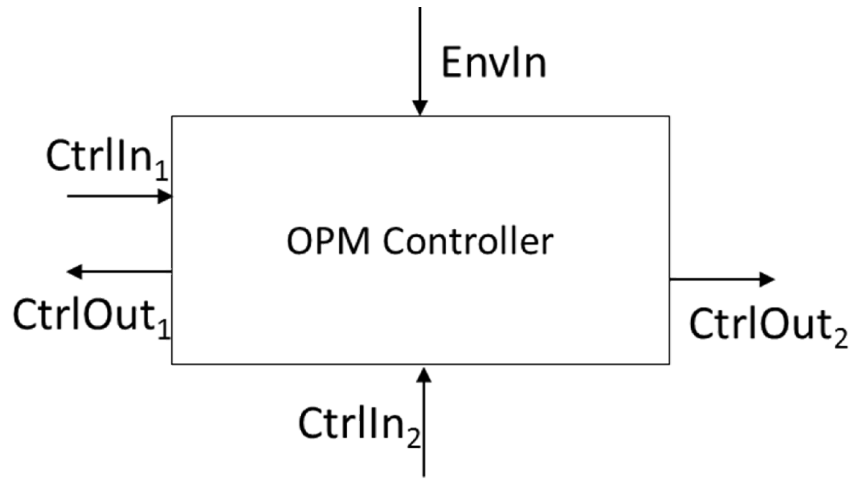 EnvIn
CtrlIn₁
OPM Controller
CtrlOut₁
CtrlOut₂
CtrlIn₂